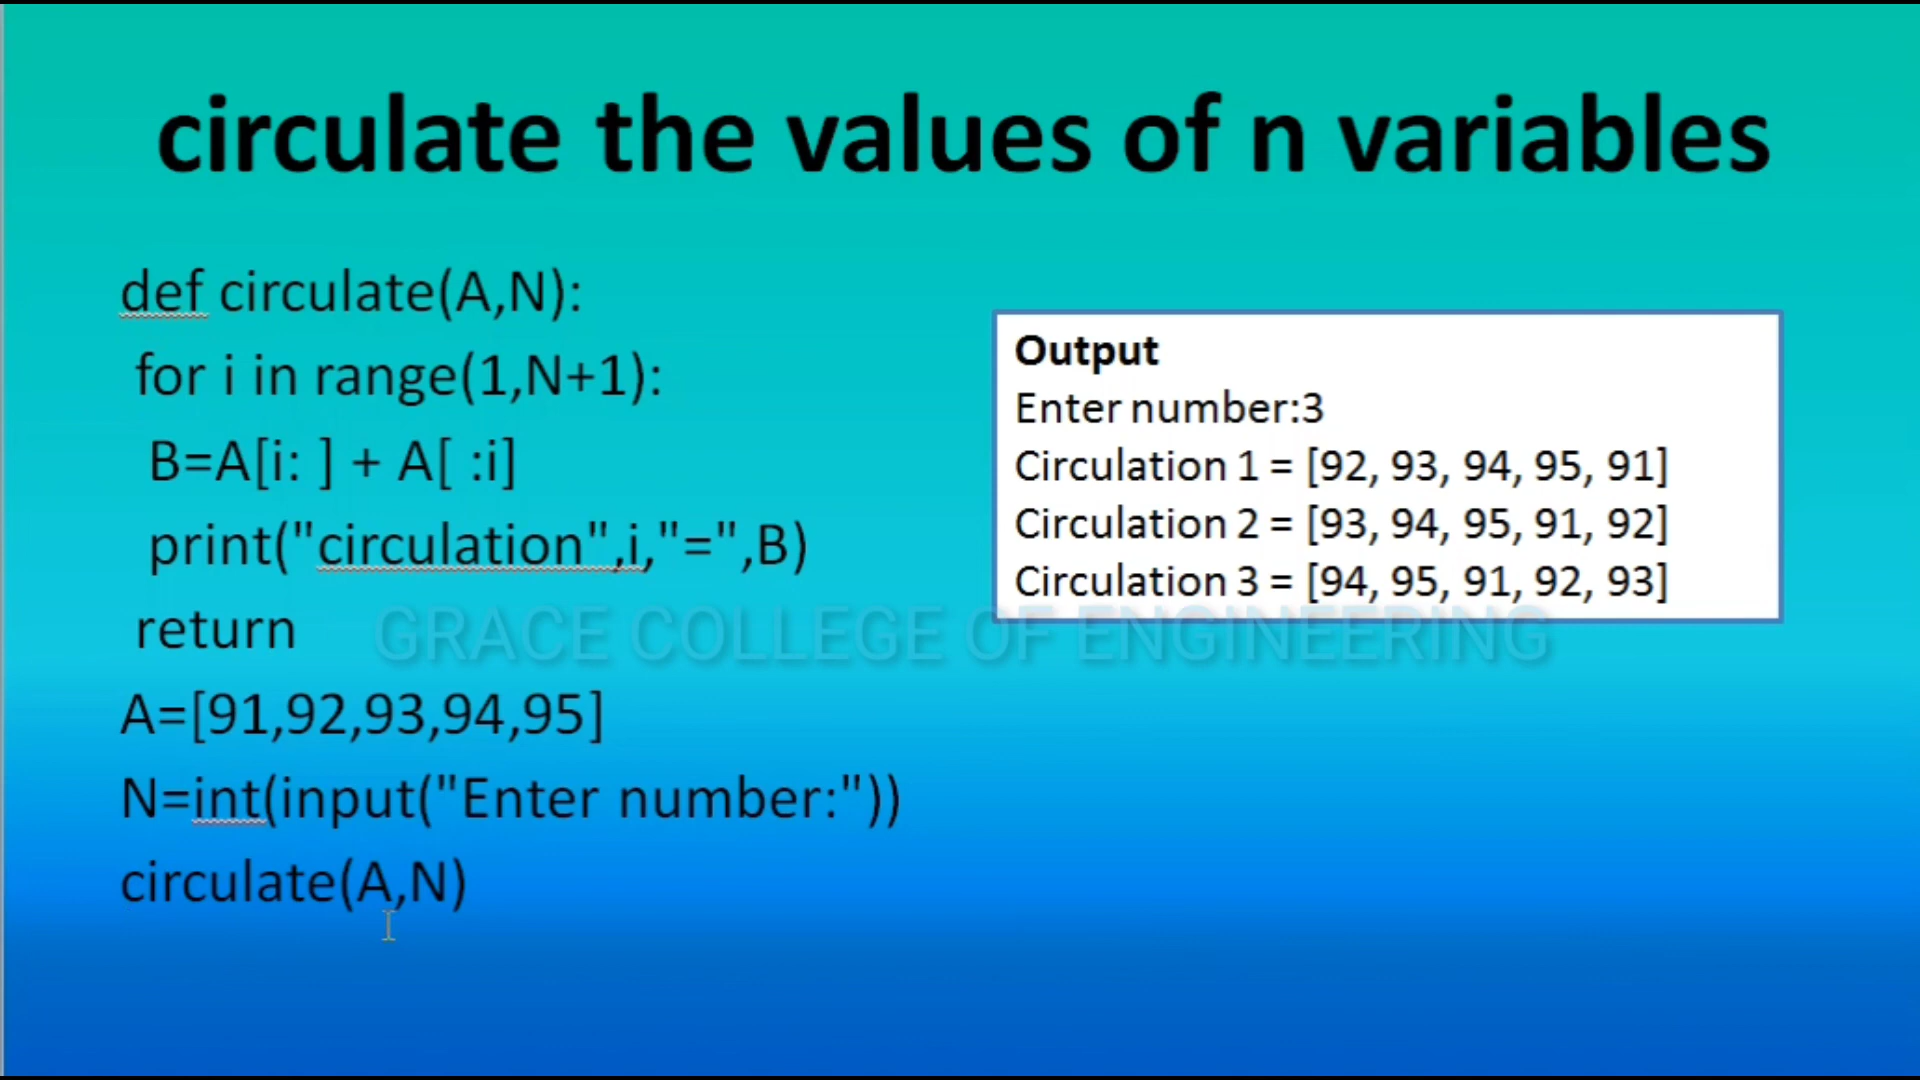 circulate the values of n variables
def circulate(A,N):
for i in range(1,N+1):
B=A[i: ] + A[ :i]
print("circulation",i,"=",B)
return
A=[91,92,93,94,95]
N=int(input("Enter number:"))
circulate(A,N)
Output
Enter number:3
Circulation 1 = [92, 93, 94, 95, 91]
Circulation 2 = [93, 94, 95, 91, 92]
Circulation 3 = [94, 95, 91, 92, 93]
GRACE COLLEGE OF ENGINEERING